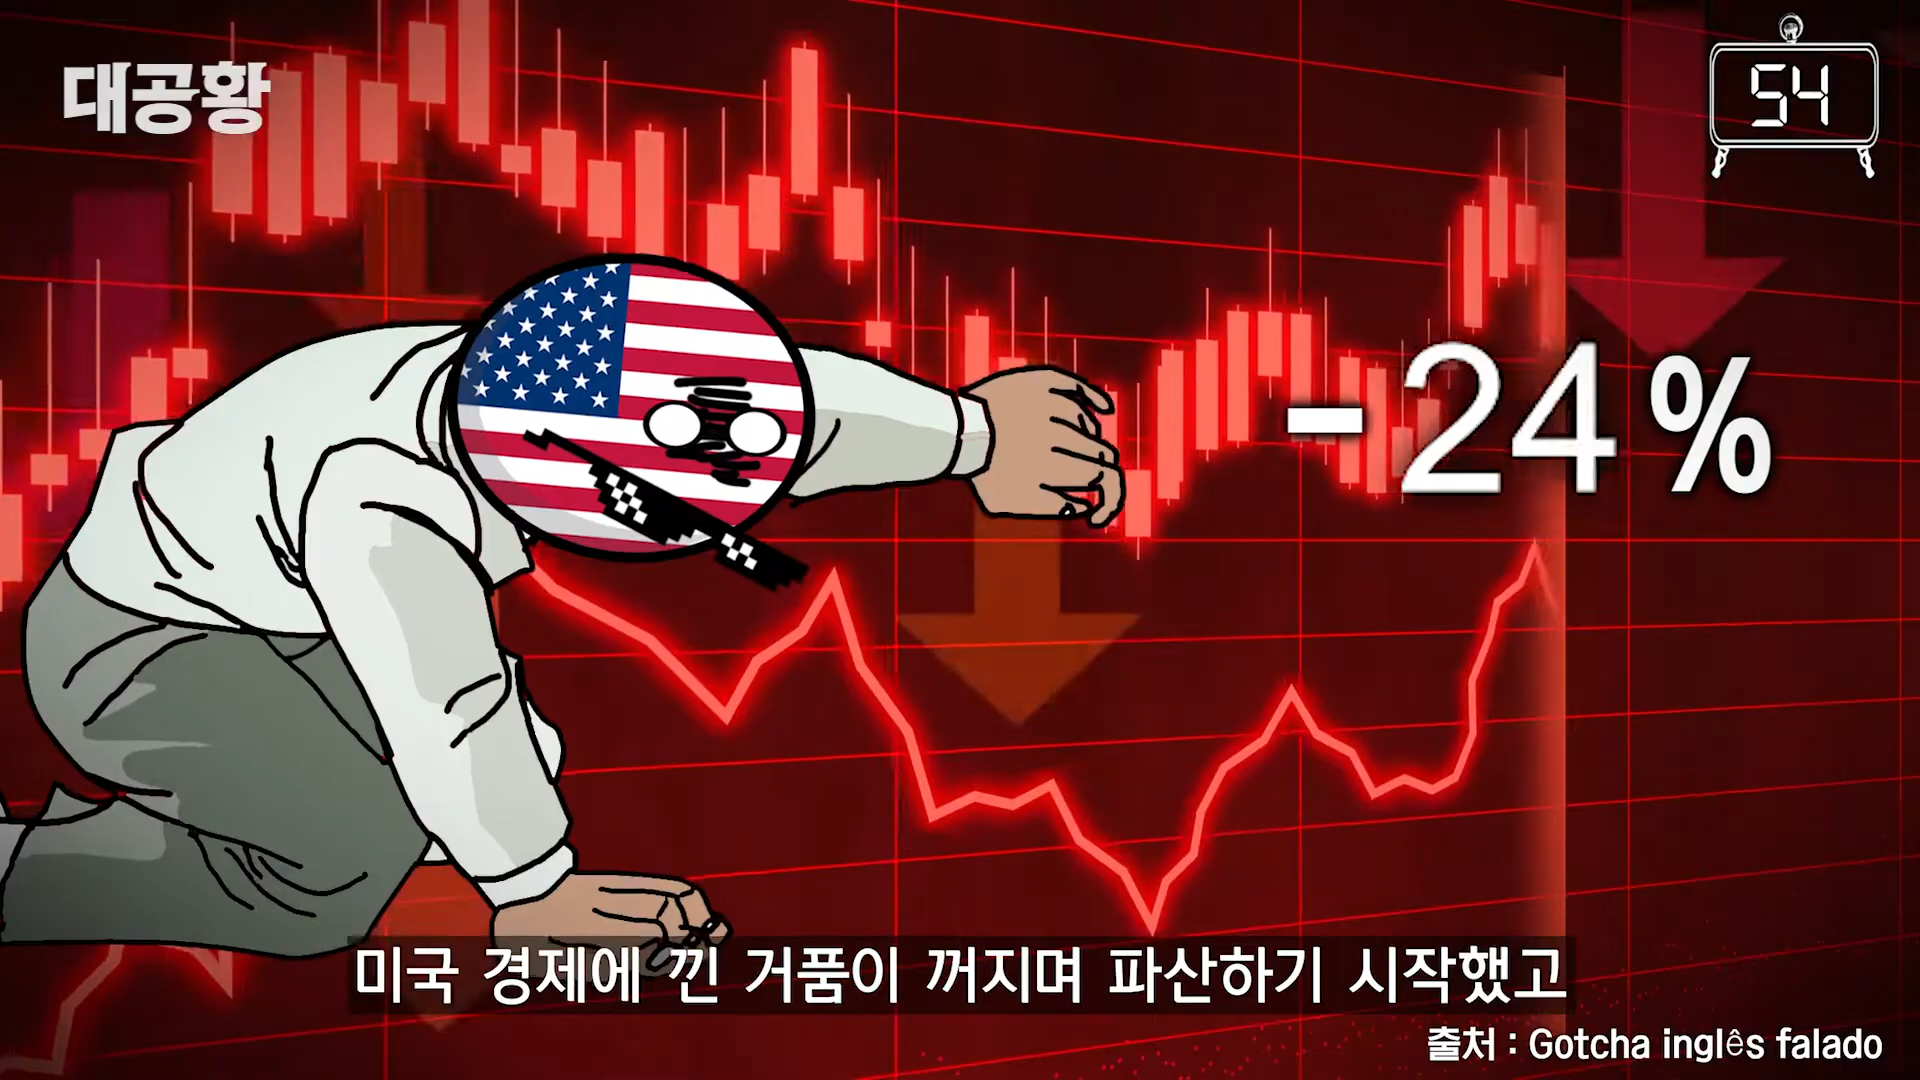 대공황
54
-24%
미국 경제에 낀 거품이 꺼지며 파산하기 시작했고
출처 : Gotcha inglês falado